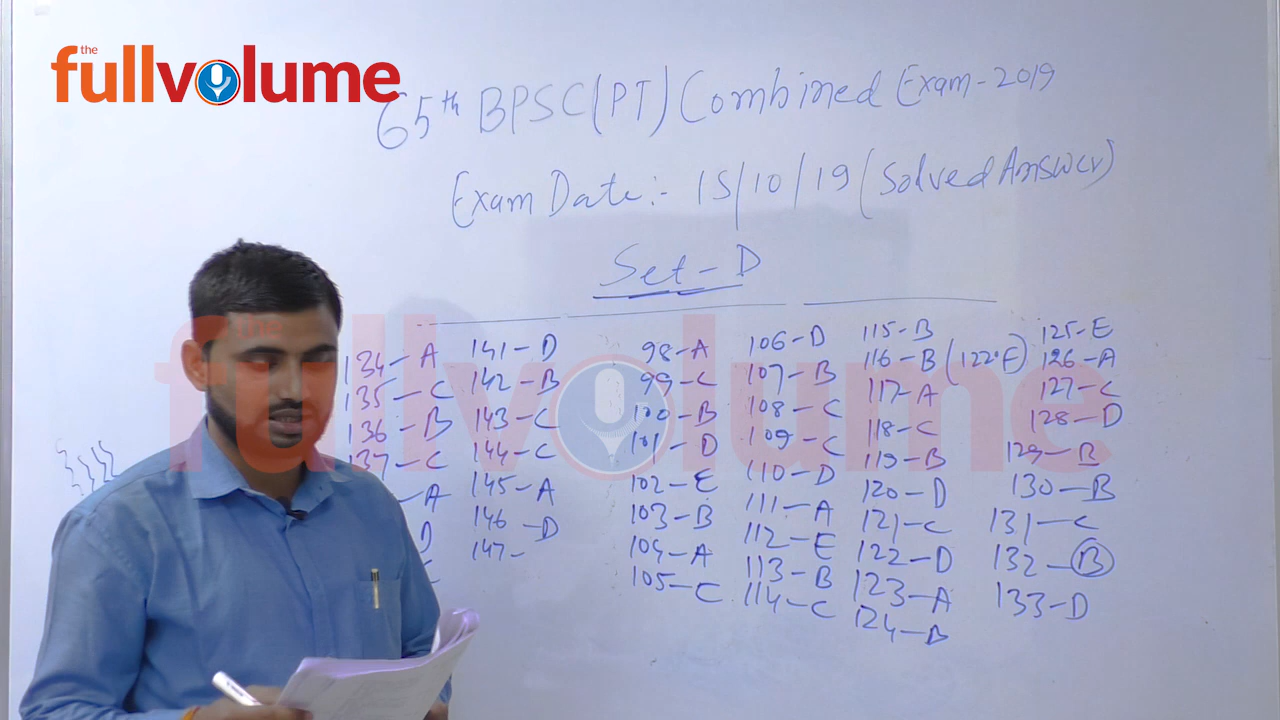 the
fullvolume
65th BPSC(PT) Combined Exam-2019
Exam Date:- 15/10/19 (Solved Answer)
Set-D
134-A
135-C
136-B
137-C
-A
D
141-D
142-B
143-C
144-C
145-A
146-D
147-
98-A
99-C
100-B
101-D
102-E
103-B
104-A
105-C
106-D
107-B
108-C
109-C
110-D
111-A
112-E
113-B
114-C
115-B
116-B (122·E)
117-A
118-C
119-B
120-D
121-C
122-D
123-A
124-B
125-E
126-A
127-C
128-D
129-B
130-B
131-C
132-B
133-D
the
fullvolume